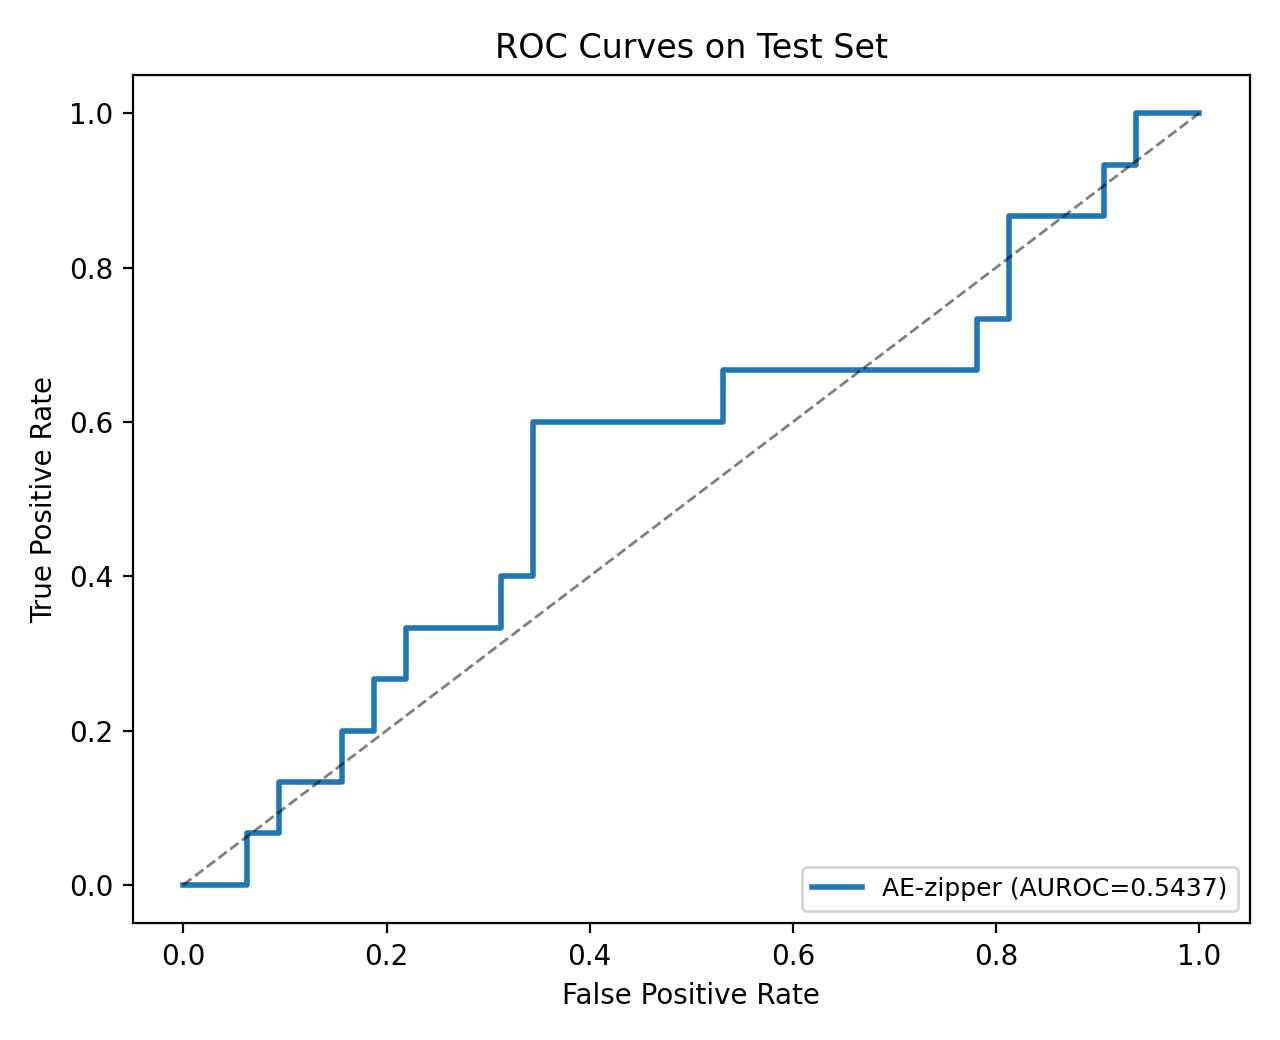 ROC Curves on Test Set
True Positive Rate
1.0
0.8
0.6
0.4
0.2
0.0
AE-zipper (AUROC=0.5437)
0.0 0.2 0.4 0.6 0.8 1.0
False Positive Rate